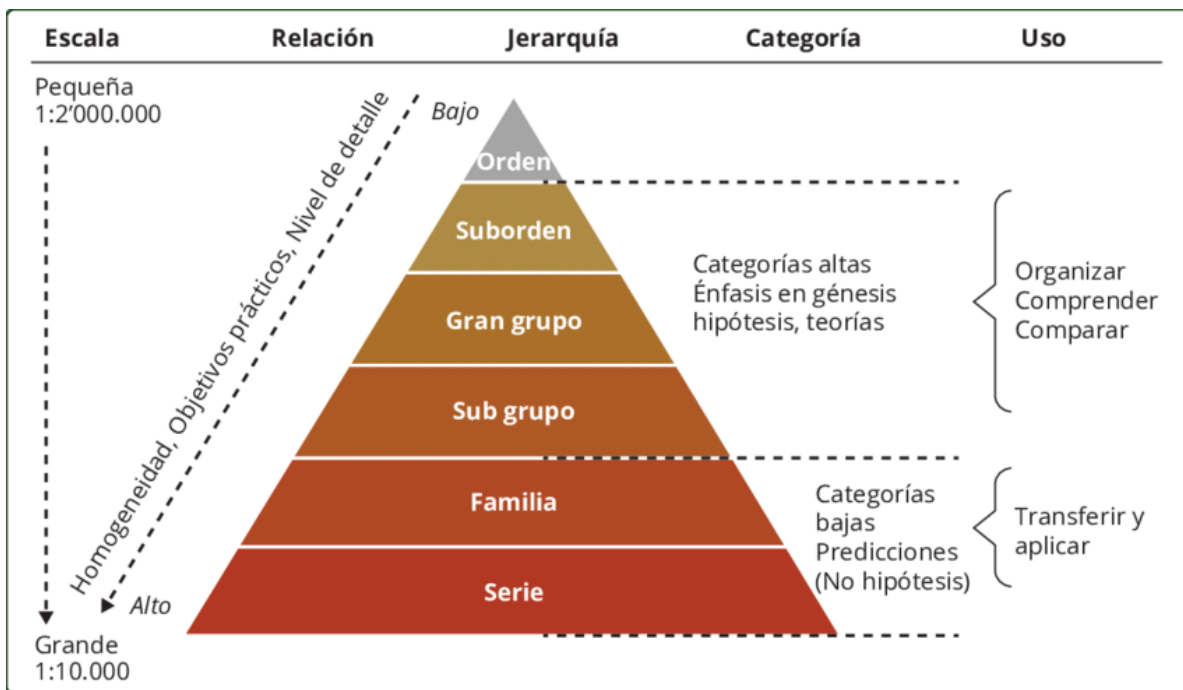 Escala Relación Jerarquía Categoría Uso
Pequeña
1:2’000.000
Homogeneidad, Objetivos prácticos, Nivel de detalle
Bajo
Alto
Grande
1:10.000
Orden
Suborden
Gran grupo
Sub grupo
Familia
Serie
Categorías altas
Énfasis en génesis
hipótesis, teorías
Organizar
Comprender
Comparar
Categorías
bajas
Predicciones
(No hipótesis)
Transferir y
aplicar